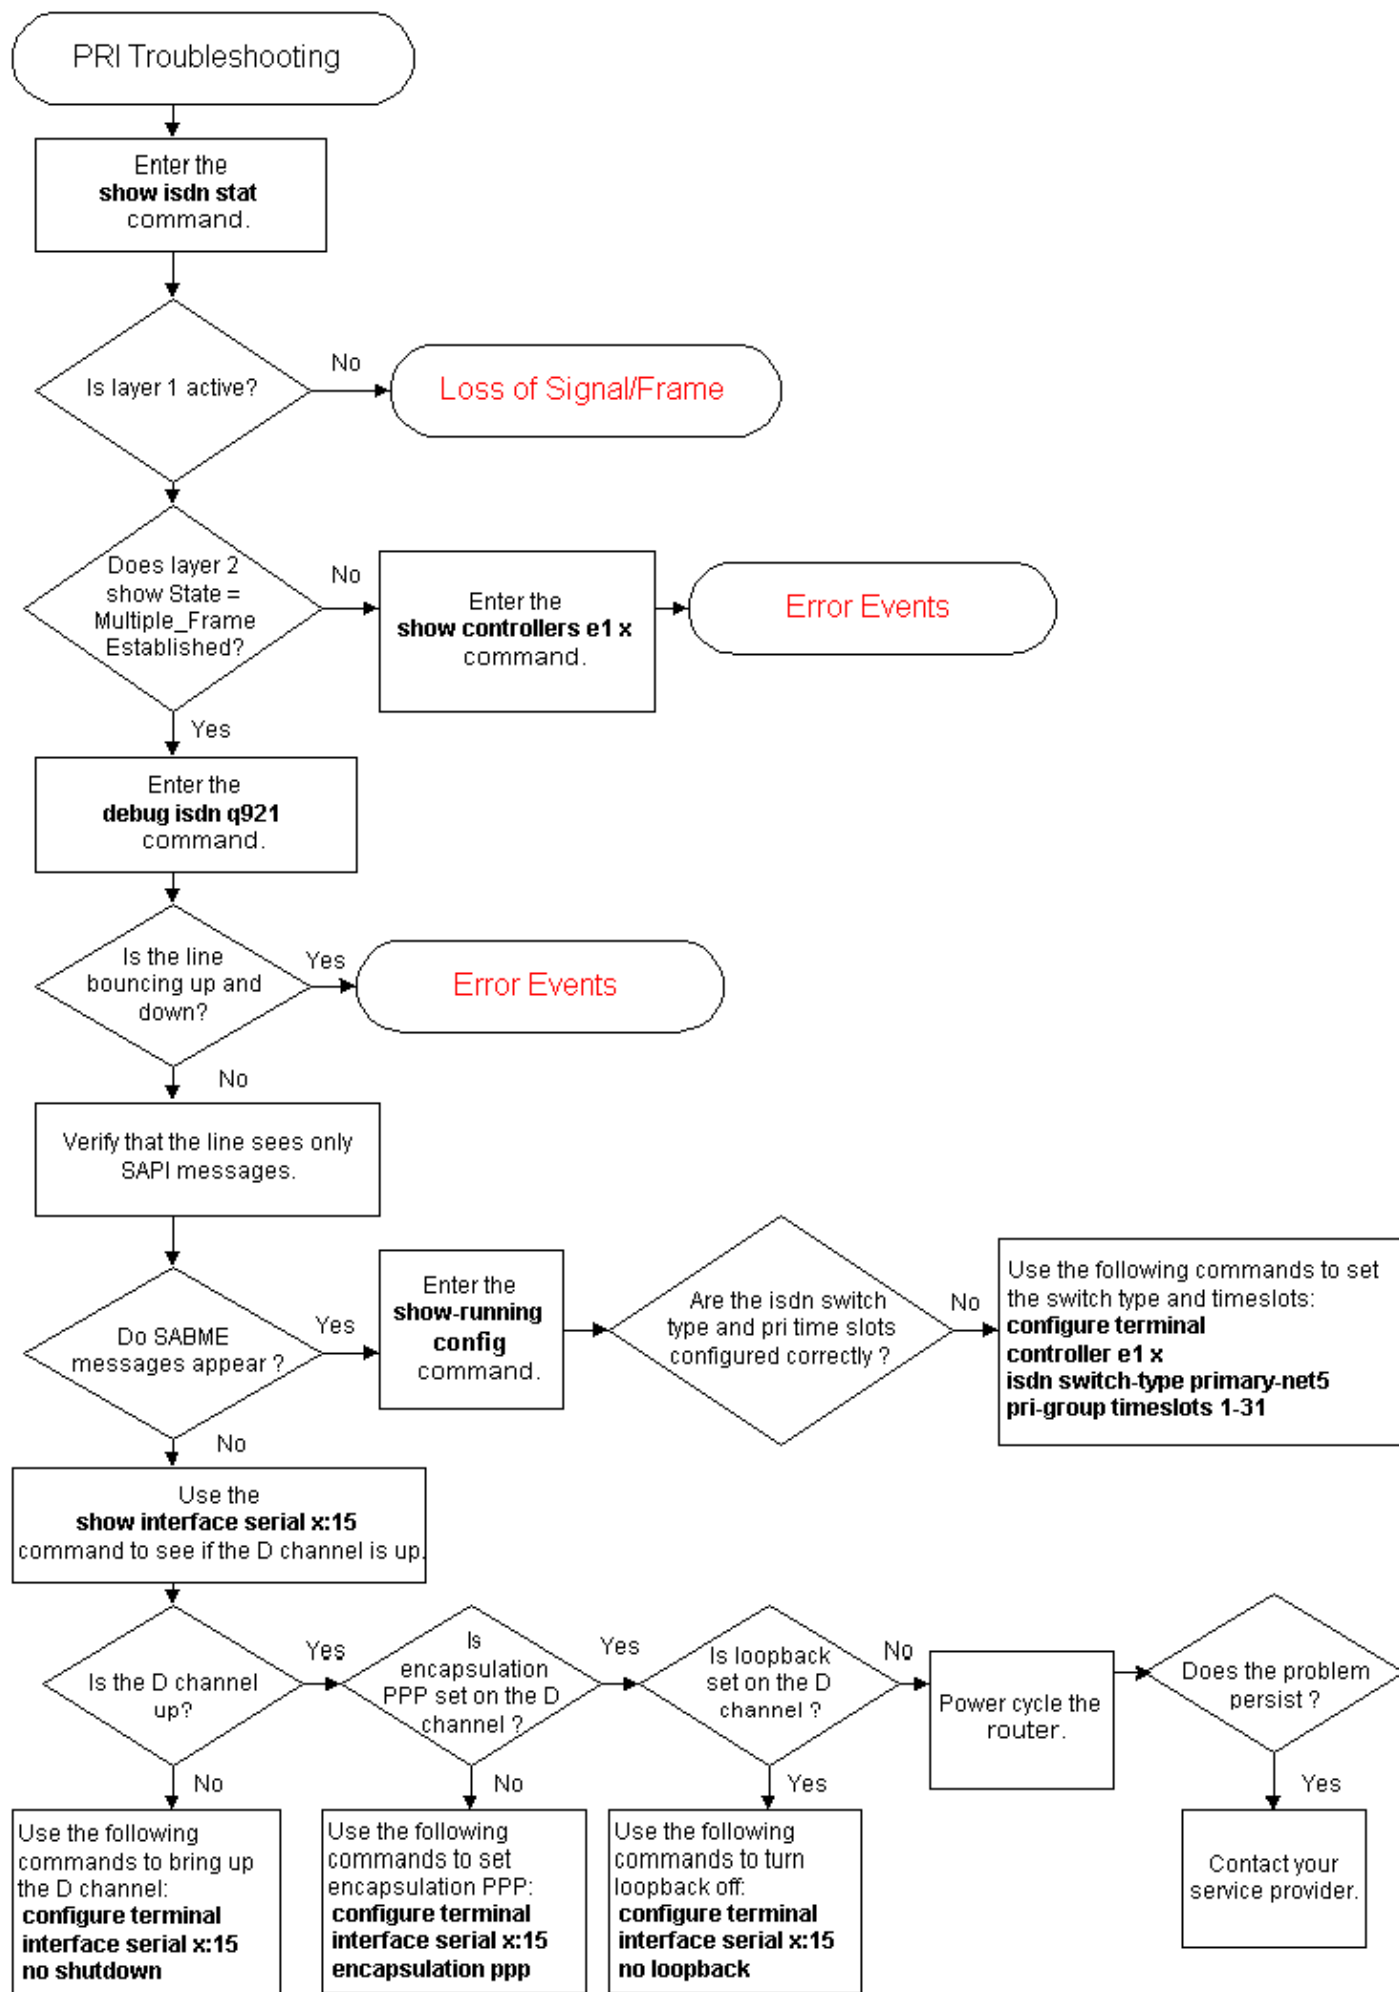 PRI Troubleshooting
Enter the
show isdn stat
command.
Is layer 1 active?
No
Loss of Signal/Frame
Does layer 2
show State =
Multiple_Frame
Established?
No
Enter the
show controllers e1 x
command.
Error Events
Yes
Enter the
debug isdn q921
command.
Is the line
bouncing up and
down?
Yes
Error Events
No
Verify that the line sees only
SAPI messages.
Do SABME
messages appear ?
Yes
Enter the
show-running
config
command.
Are the isdn switch
type and pri time slots
configured correctly ?
No
Use the following commands to set
the switch type and timeslots:
configure terminal
controller e1 x
isdn switch-type primary-net5
pri-group timeslots 1-31
No
Use the
show interface serial x:15
command to see if the D channel is up.
Is the D channel
up?
Yes
Is
encapsulation
PPP set on the D
channel ?
Yes
Is loopback
set on the D
channel ?
No
Power cycle the
router.
Does the problem
persist ?
No
No
Yes
Yes
Use the following
commands to bring up
the D channel:
configure terminal
interface serial x:15
no shutdown
Use the following
commands to set
encapsulation PPP:
configure terminal
interface serial x:15
encapsulation ppp
Use the following
commands to turn
loopback off:
configure terminal
interface serial x:15
no loopback
Contact your
service provider.